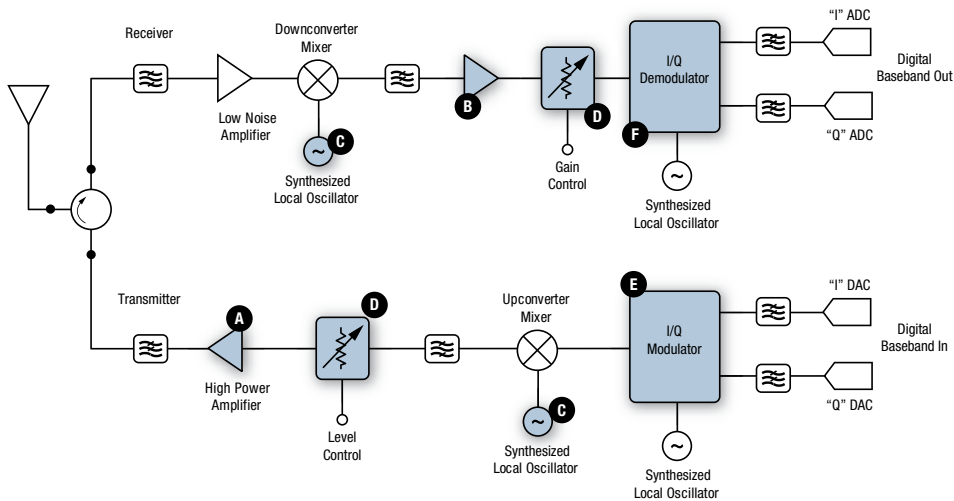 Receiver
Downconverter
Mixer
Low Noise
Amplifier
C
Synthesized
Local Oscillator
B
D
Gain
Control
I/Q
Demodulator
F
Synthesized
Local Oscillator
"I" ADC
Digital
Baseband Out
"Q" ADC
Transmitter
A
High Power
Amplifier
D
Level
Control
Upconverter
Mixer
C
Synthesized
Local Oscillator
E
I/Q
Modulator
Synthesized
Local Oscillator
"I" DAC
Digital
Baseband In
"Q" DAC